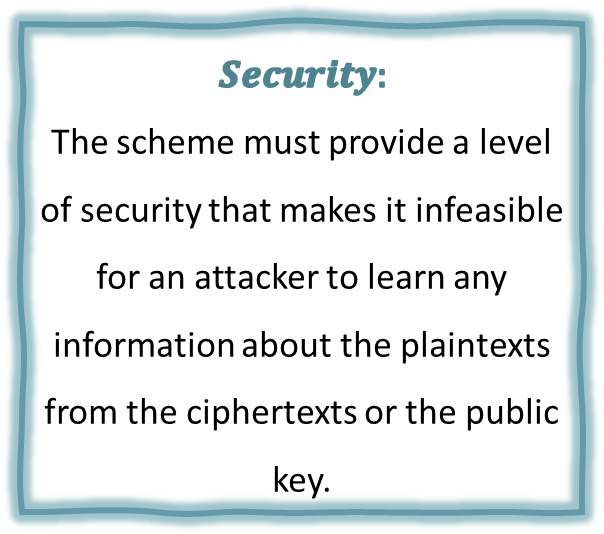 Security:
The scheme must provide a level
of security that makes it infeasible
for an attacker to learn any
information about the plaintexts
from the ciphertexts or the public
key.